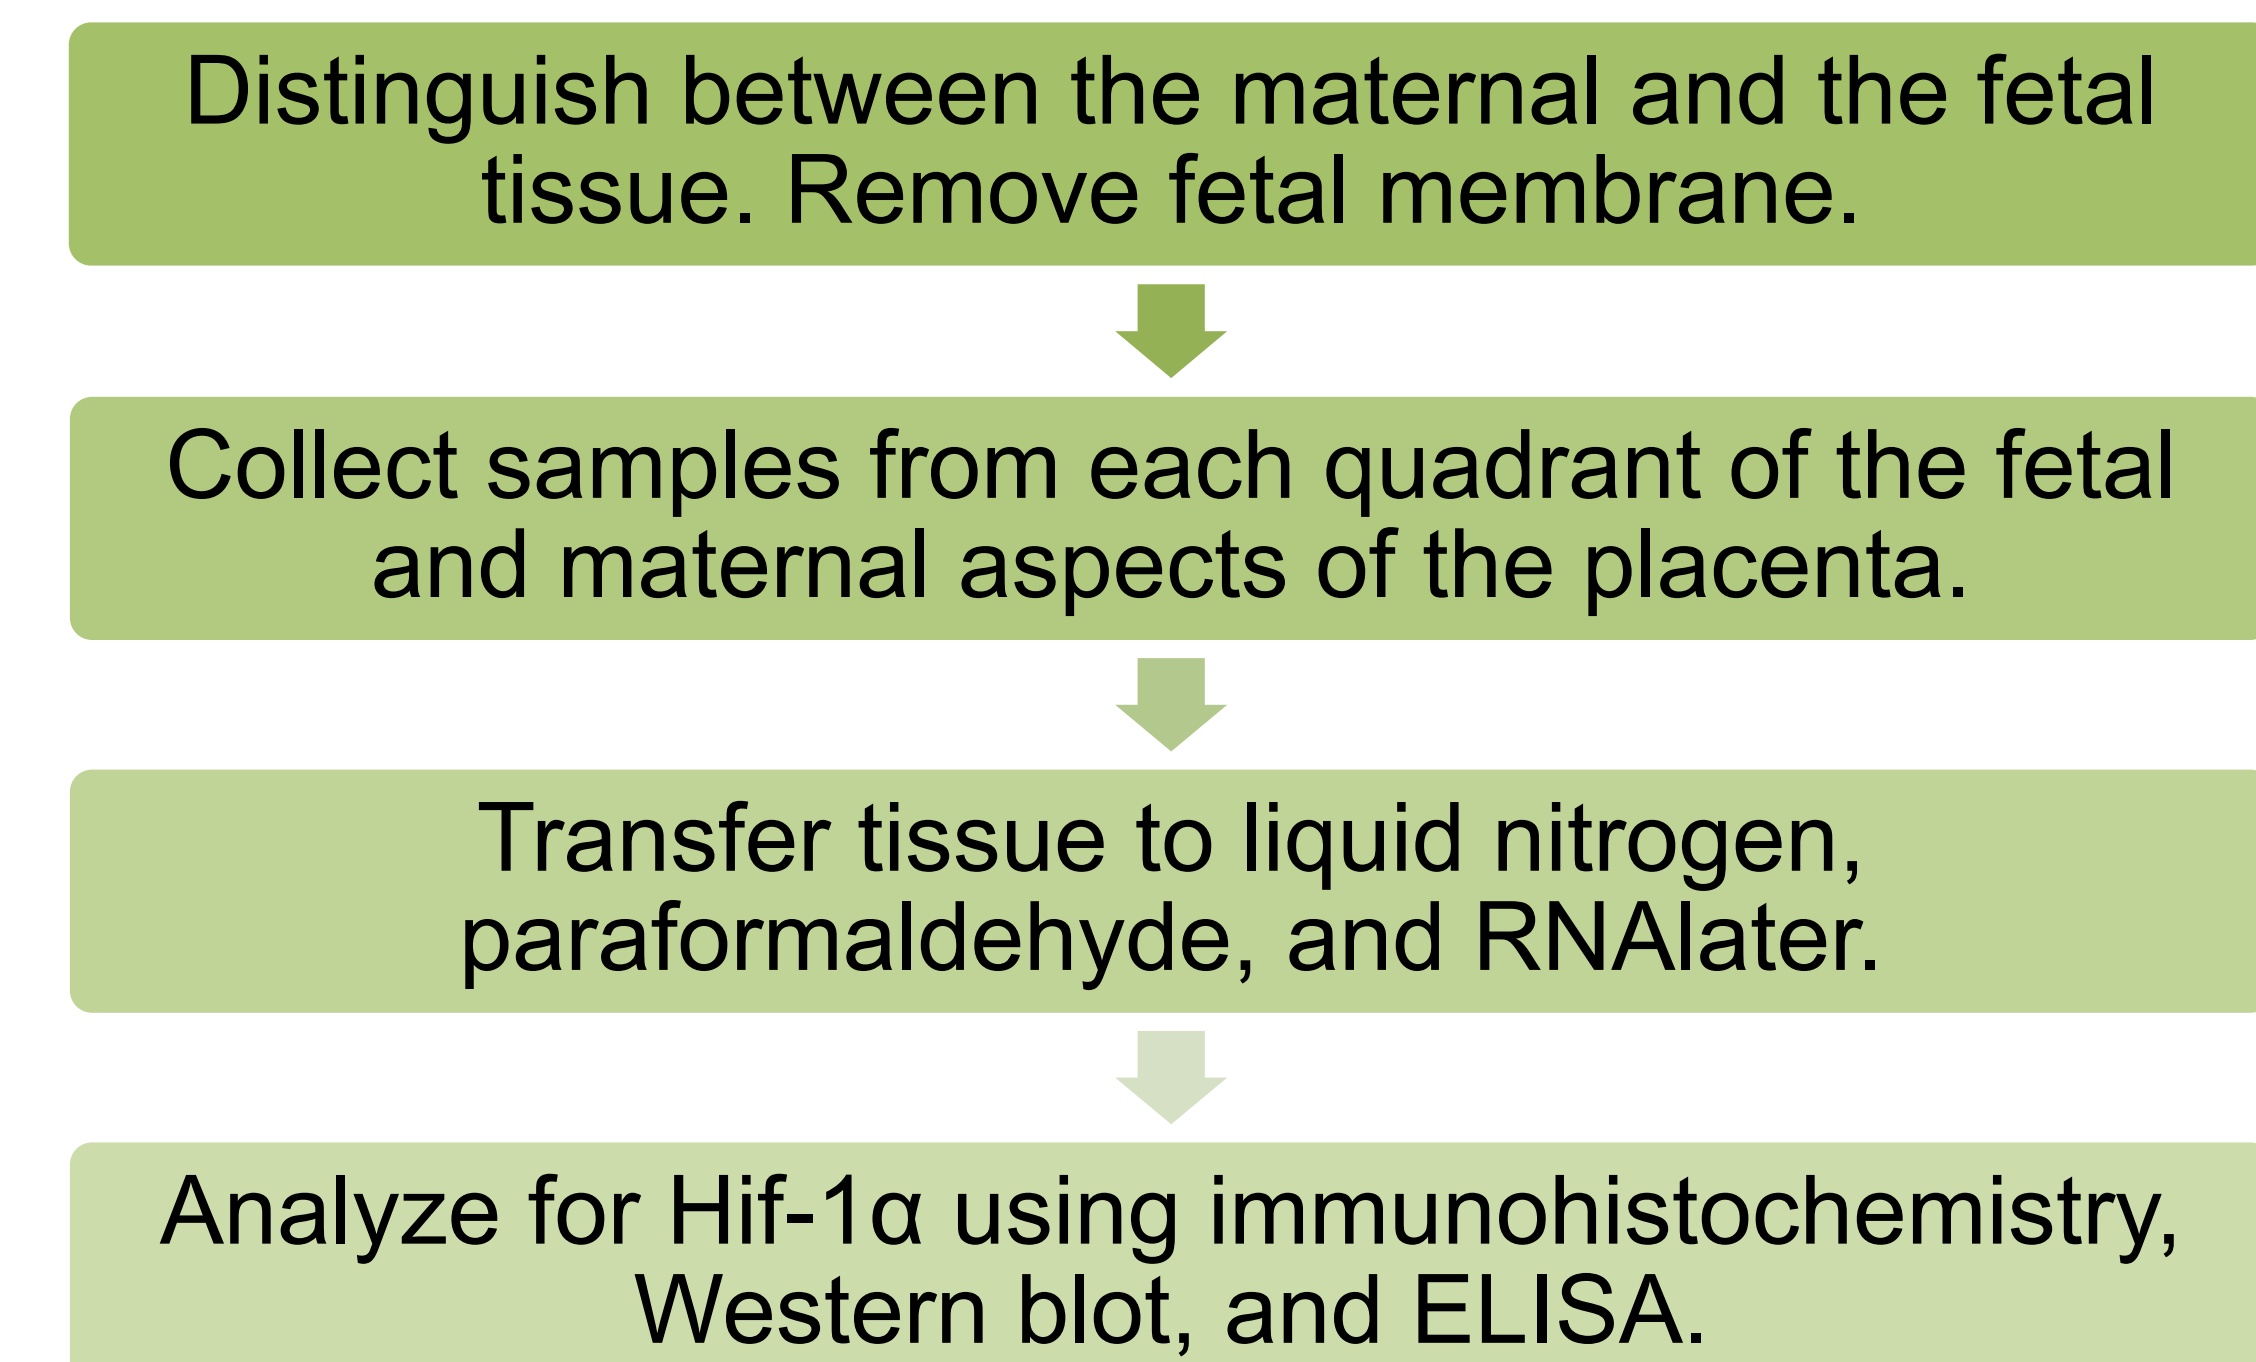 Distinguish between the maternal and the fetal
tissue. Remove fetal membrane.
Collect samples from each quadrant of the fetal
and maternal aspects of the placenta.
Transfer tissue to liquid nitrogen,
paraformaldehyde, and RNAlater.
Analyze for Hif-1α using immunohistochemistry,
Western blot, and ELISA.